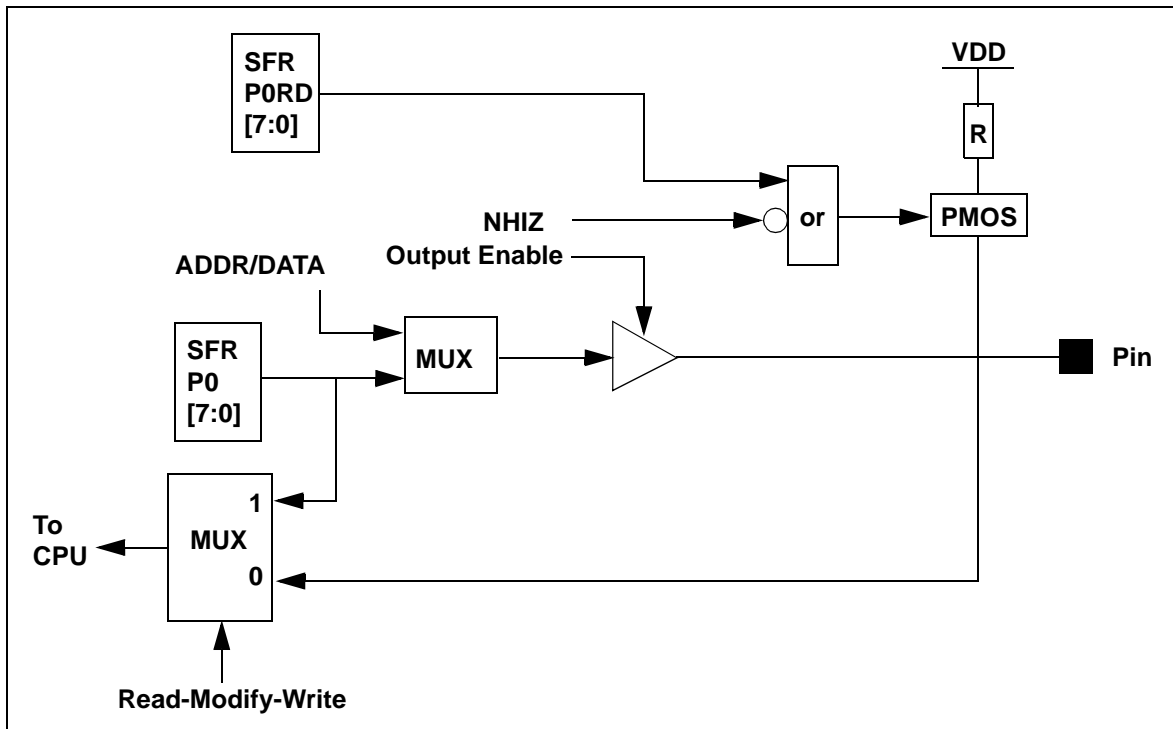 SFR
P0RD
[7:0]
VDD
R
or
PMOS
NHIZ
Output Enable
ADDR/DATA
SFR
P0
[7:0]
MUX
Pin
1
MUX
0
To
CPU
Read-Modify-Write